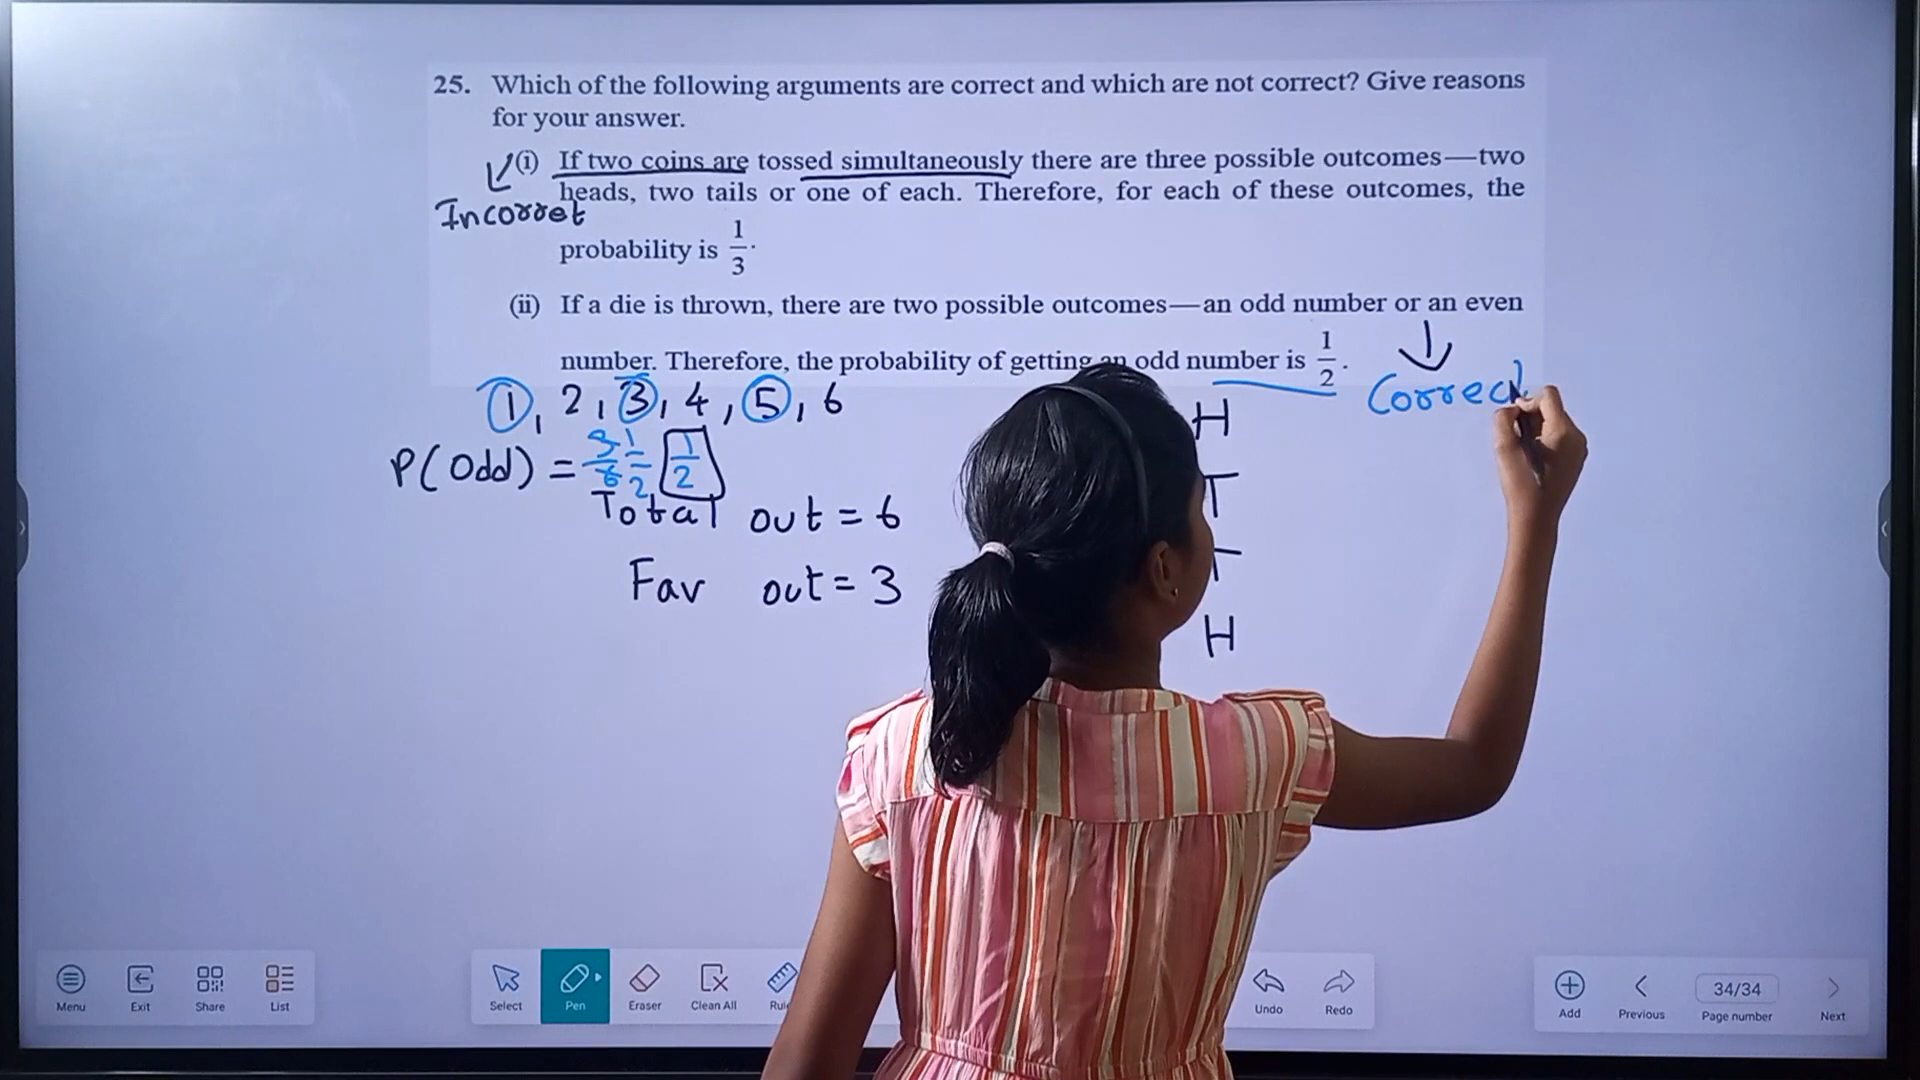 25. Which of the following arguments are correct and which are not correct? Give reasons
for your answer.
(i) If two coins are tossed simultaneously there are three possible outcomes—two
heads, two tails or one of each. Therefore, for each of these outcomes, the
Incorret
probability is 1/3.
(ii) If a die is thrown, there are two possible outcomes—an odd number or an even
number. Therefore, the probability of getting an odd number is 1/2.
Correct
1, 2, 3, 4, 5, 6
P(Odd) = 3/6 = 1/2 = 1/2
Total out = 6
Fav out = 3
H
T
T
H
Menu Exit Share List
Select Pen Eraser Clean All
Undo Redo
Add Previous 34/34 Page number Next